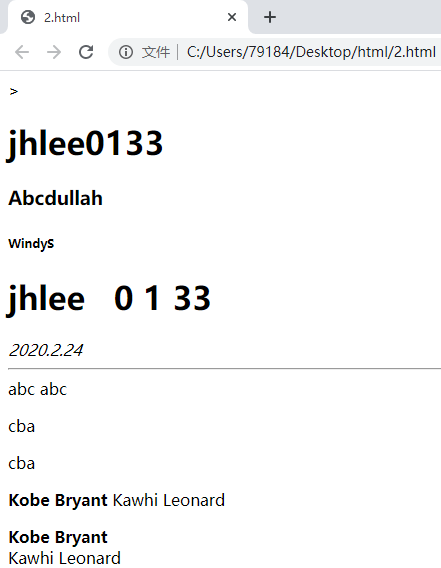 2.html
文件 C:/Users/79184/Desktop/html/2.html
>
jhlee0133
Abcdullah
WindyS
jhlee 0 1 33
2020.2.24
abc abc
cba
cba
Kobe Bryant Kawhi Leonard
Kobe Bryant
Kawhi Leonard